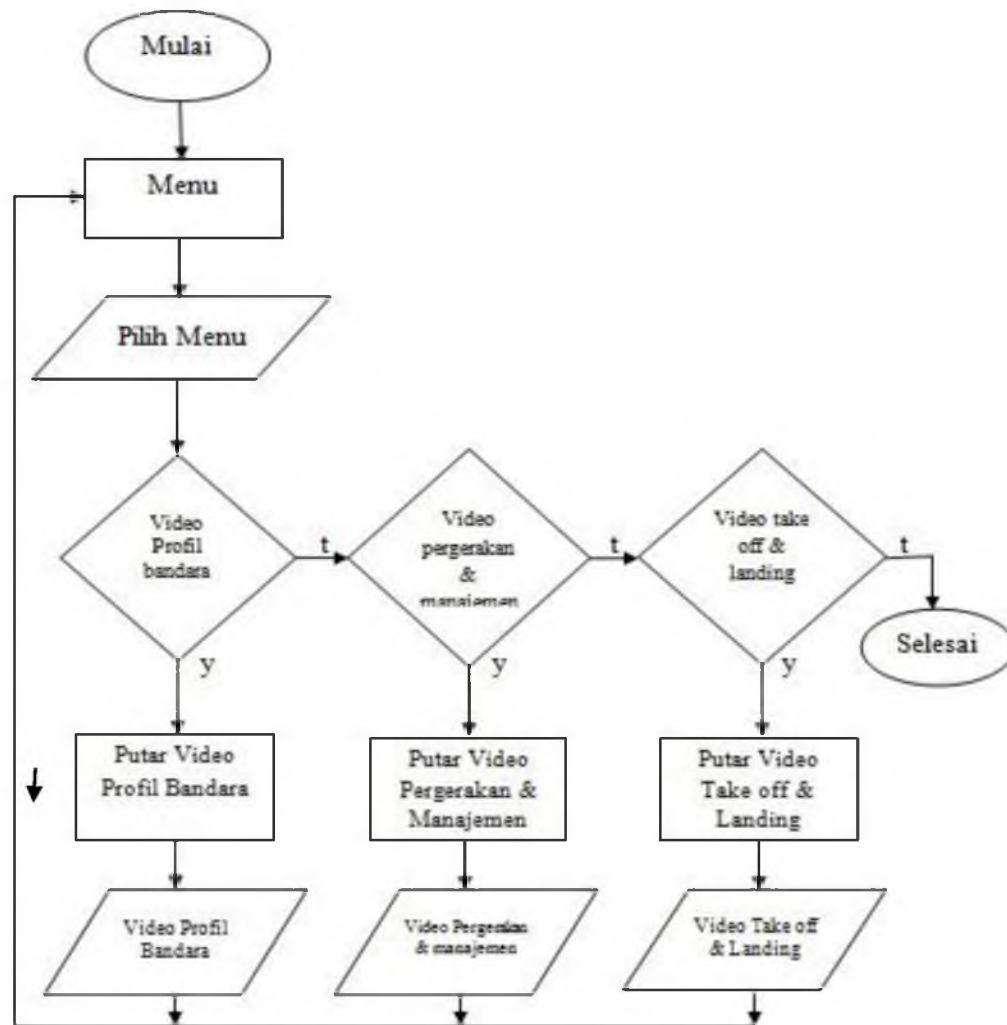 Mulai
Menu
Pilih Menu
Video
Profil
bandara
t
y
Video
pergerakan
&
manajemen
t
y
Video take
off &
landing
t
y
Selesai
Putar Video
Profil Bandara
Putar Video
Pergerakan &
Manajemen
Putar Video
Take off &
Landing
Video Profil
Bandara
Video Pergerakan
& manajemen
Video Take off
& Landing